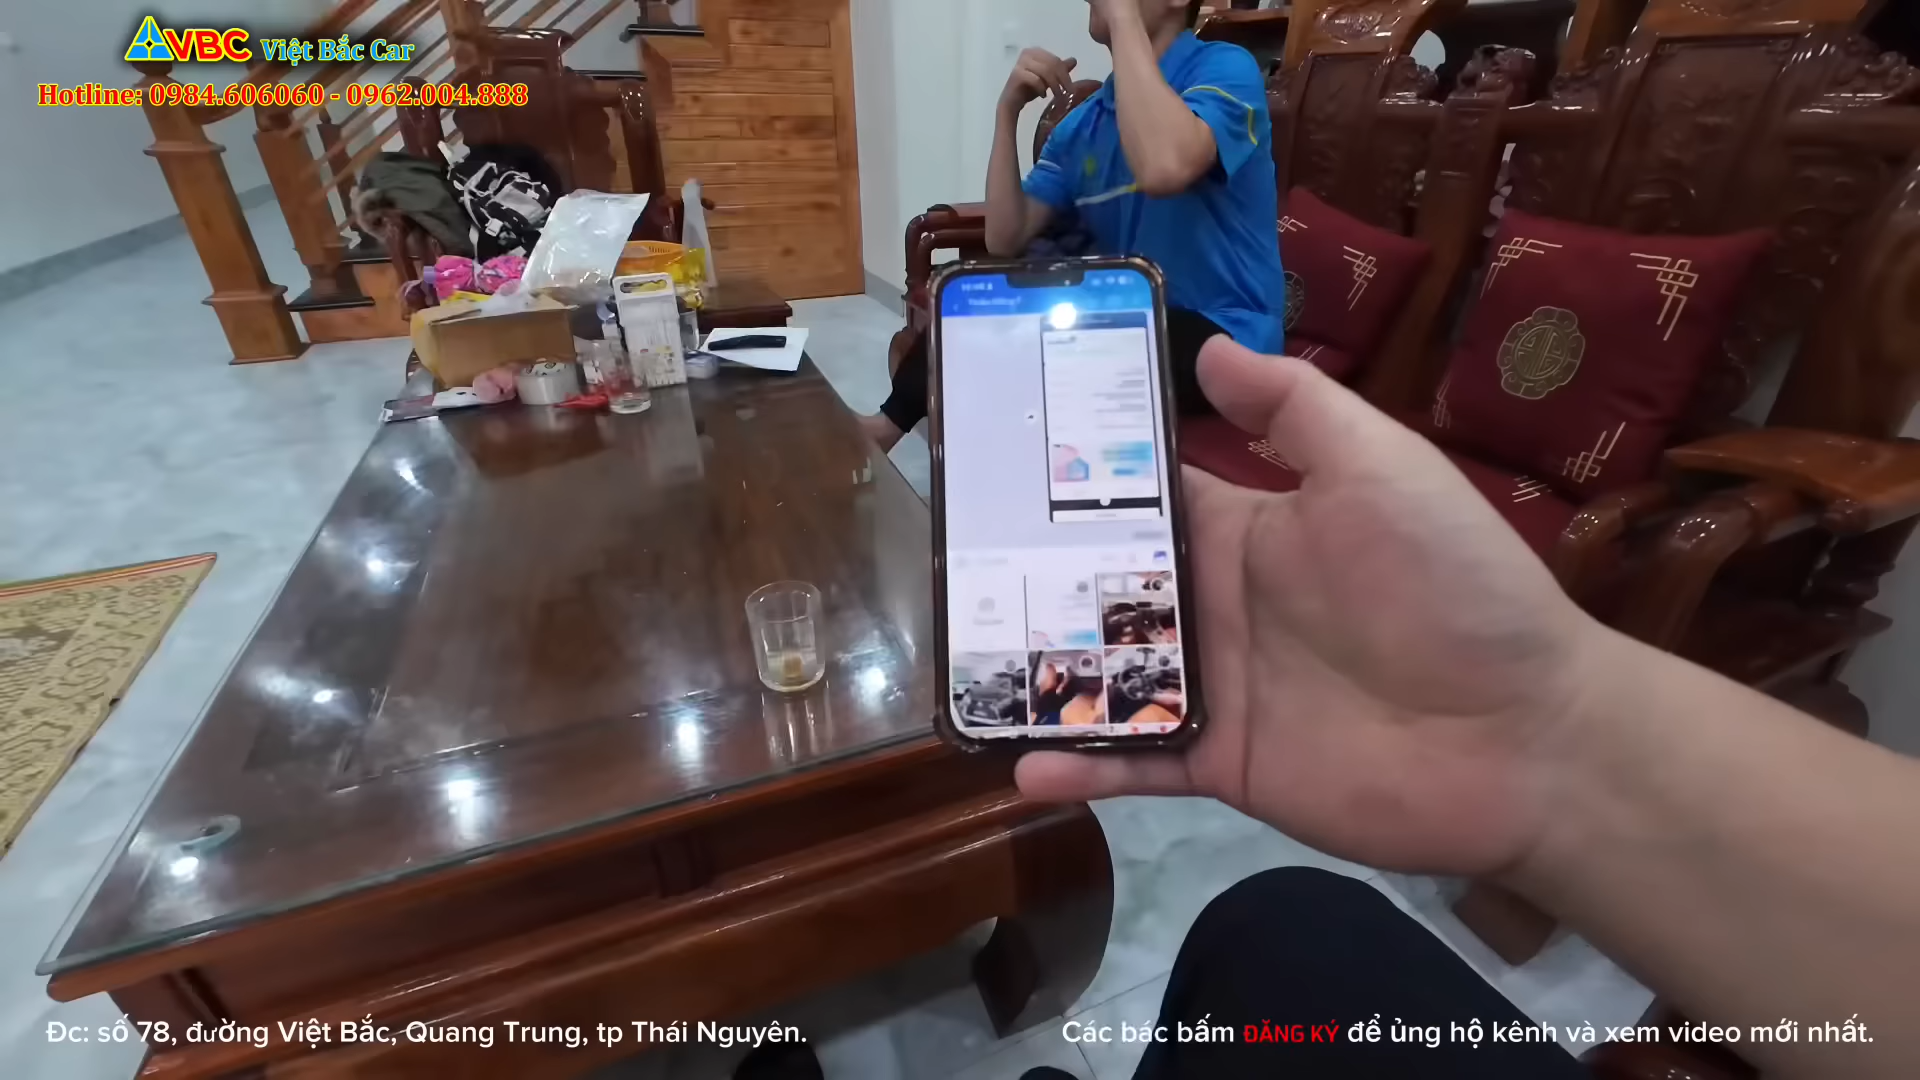 VBC Việt Bắc Car
Hotline: 0984.606060 - 0962.004.888
Đc: số 78, đường Việt Bắc, Quang Trung, tp Thái Nguyên.
Các bác bấm ĐĂNG KÝ để ủng hộ kênh và xem video mới nhất.